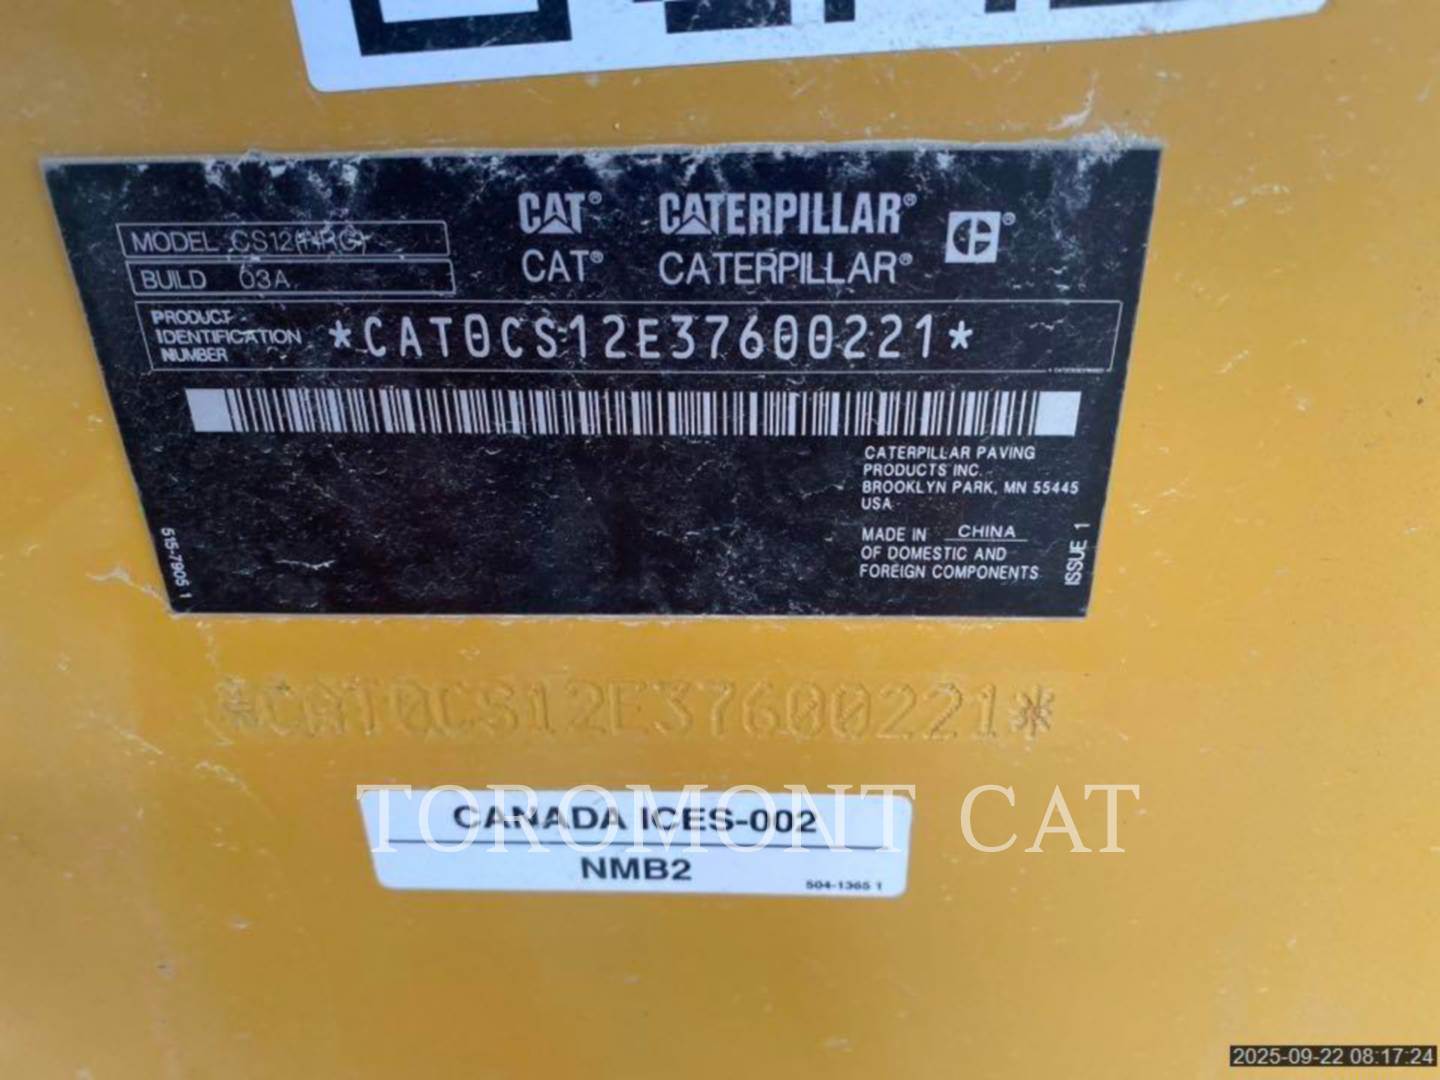 CAT® CATERPILLAR®
CAT® CATERPILLAR®
MODEL CS12(HRG)
BUILD 03A
PRODUCT
IDENTIFICATION
NUMBER
*CAT0CS12E37600221*
CATERPILLAR PAVING
PRODUCTS INC.
BROOKLYN PARK, MN 55445
USA
MADE IN CHINA
OF DOMESTIC AND
FOREIGN COMPONENTS
515-7905 1
ISSUE 1
*CAT0CS12E37600221*
TOROMONT CAT
CANADA ICES-002
NMB2
504-1365 1
2025-09-22 08:17:24